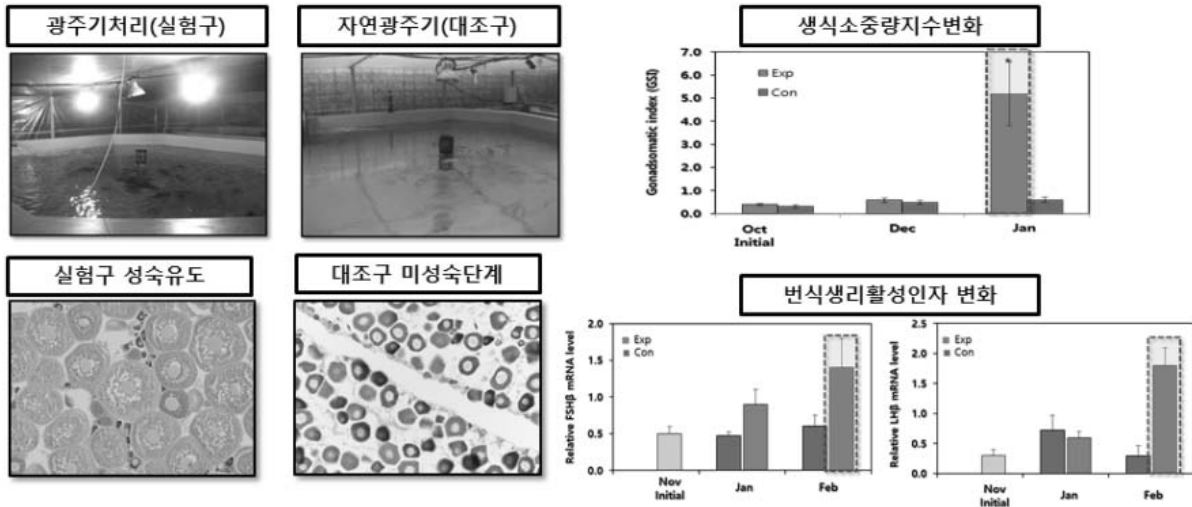 광주기처리(실험구)
자연광주기(대조구)
실험구 성숙유도
대조구 미성숙단계
생식소중량지수변화
Gonadsomatic index (GSI)
7.0
6.0
5.0
4.0
3.0
2.0
1.0
0.0
Exp
Con
*
Oct
Initial
Dec
Jan
번식생리활성인자 변화
Relative FSHβ mRNA level
2.0
1.5
1.0
0.5
0.0
Exp
Con
Nov
Initial
Jan
Feb
Relative LHβ mRNA level
2.5
2.0
1.5
1.0
0.5
0.0
Exp
Con
Nov
Initial
Jan
Feb